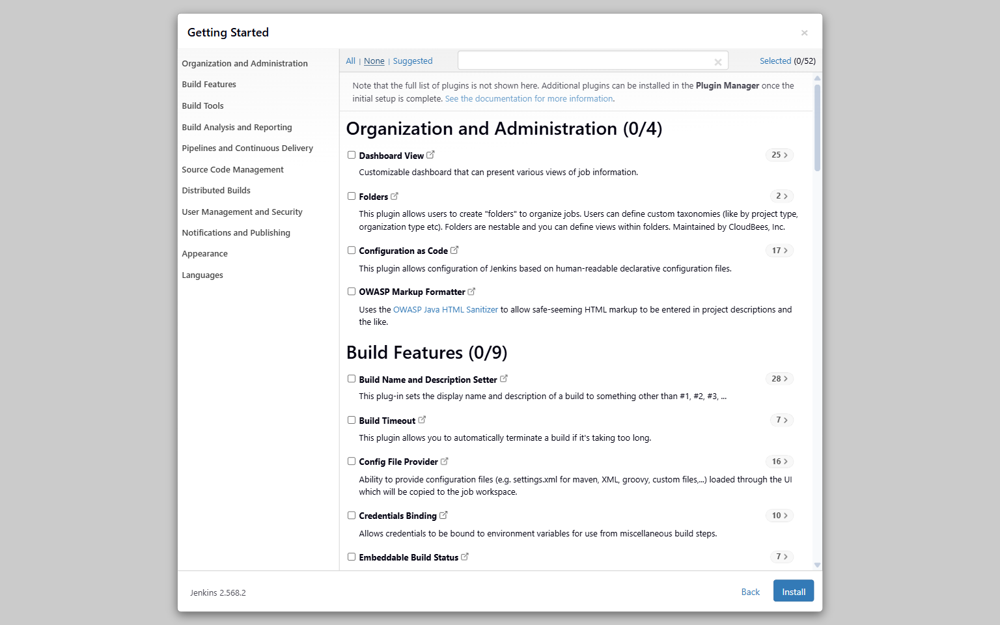 Getting Started
×
Organization and Administration
Build Features
Build Tools
Build Analysis and Reporting
Pipelines and Continuous Delivery
Source Code Management
Distributed Builds
User Management and Security
Notifications and Publishing
Appearance
Languages
All | None | Suggested
Selected (0/52)
Note that the full list of plugins is not shown here. Additional plugins can be installed in the Plugin Manager once the
initial setup is complete. See the documentation for more information.
Organization and Administration (0/4)
Dashboard View 25
Customizable dashboard that can present various views of job information.
Folders 2
This plugin allows users to create "folders" to organize jobs. Users can define custom taxonomies (like by project type,
organization type etc). Folders are nestable and you can define views within folders. Maintained by CloudBees, Inc.
Configuration as Code 17
This plugin allows configuration of Jenkins based on human-readable declarative configuration files.
OWASP Markup Formatter
Uses the OWASP Java HTML Sanitizer to allow safe-seeming HTML markup to be entered in project descriptions and
the like.
Build Features (0/9)
Build Name and Description Setter 28
This plug-in sets the display name and description of a build to something other than #1, #2, #3, ...
Build Timeout 7
This plugin allows you to automatically terminate a build if it's taking too long.
Config File Provider 16
Ability to provide configuration files (e.g. settings.xml for maven, XML, groovy, custom files,...) loaded through the UI
which will be copied to the job workspace.
Credentials Binding 10
Allows credentials to be bound to environment variables for use from miscellaneous build steps.
Embeddable Build Status 7
Jenkins 2.568.2
Back
Install